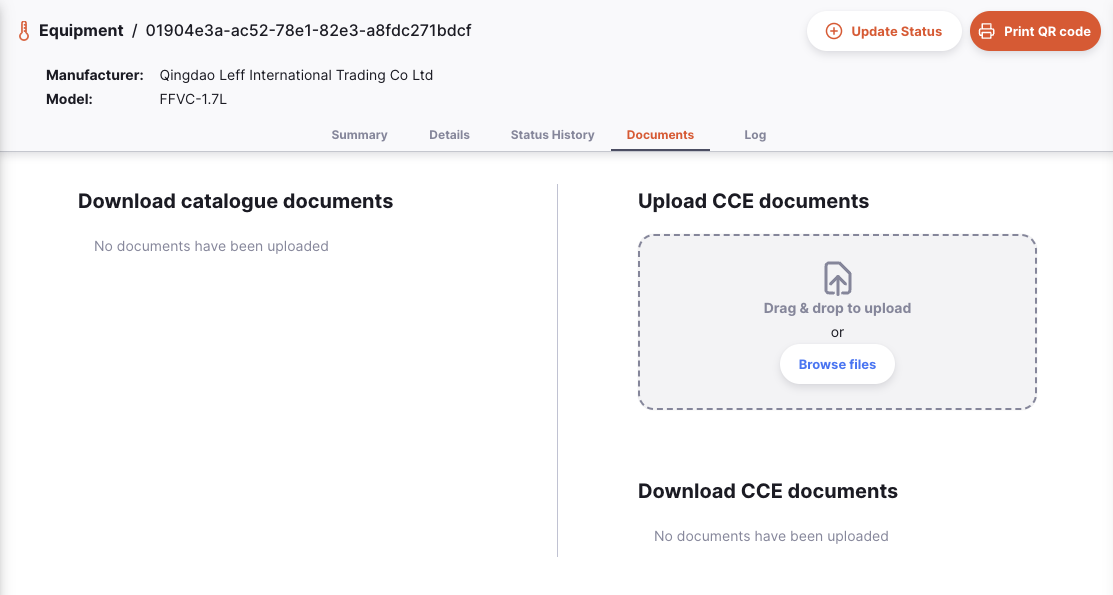 Equipment / 01904e3a-ac52-78e1-82e3-a8fdc271bdcf
Update Status
Print QR code
Manufacturer: Qingdao Leff International Trading Co Ltd
Model: FFVC-1.7L
Summary Details Status History Documents Log
Download catalogue documents
No documents have been uploaded
Upload CCE documents
Drag & drop to upload
or
Browse files
Download CCE documents
No documents have been uploaded